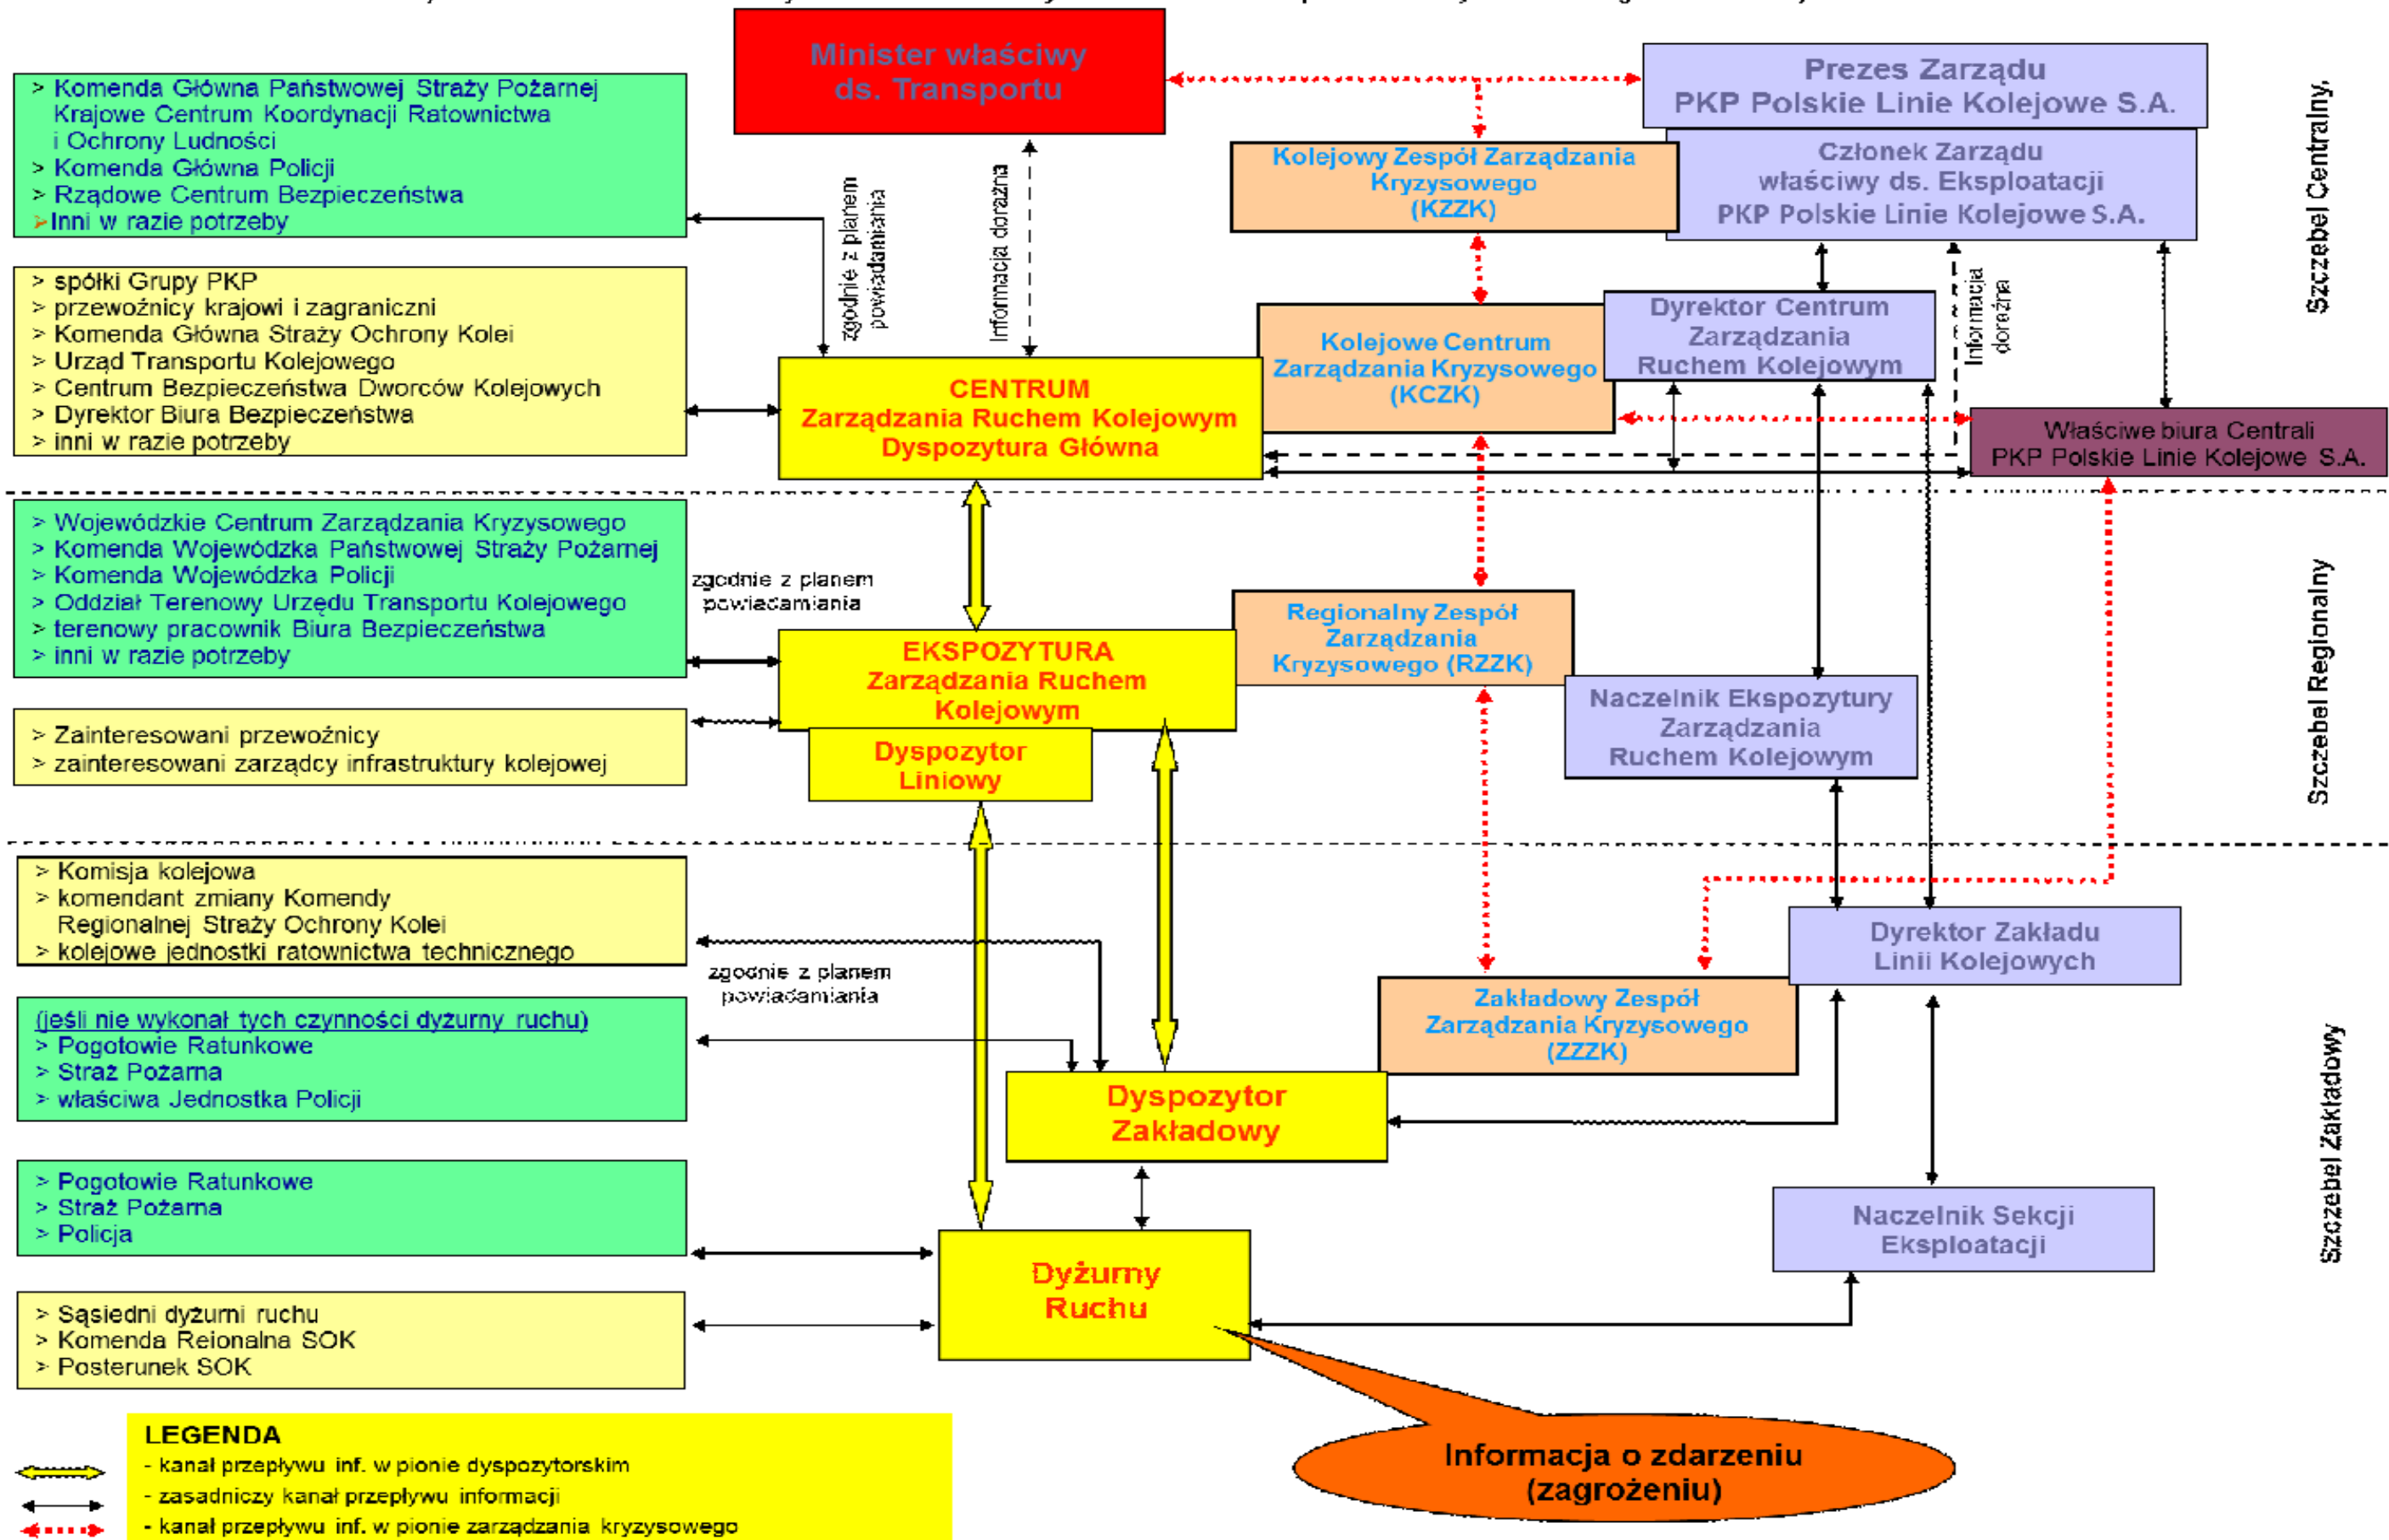 Minister właściwy
ds. Transportu
Prezes Zarządu
PKP Polskie Linie Kolejowe S.A.
Członek Zarządu
właściwy ds. Eksploatacji
PKP Polskie Linie Kolejowe S.A.
Szczebel Centralny,
> Komenda Główna Państwowej Straży Pożarnej
Krajowe Centrum Koordynacji Ratownictwa
i Ochrony Ludności
> Komenda Główna Policji
> Rządowe Centrum Bezpieczeństwa
➢Inni w razie potrzeby
zgodnie z planem
powiadamiania
Informacja doraźna
Kolejowy Zespół Zarządzania
Kryzysowego
(KZZK)
> spółki Grupy PKP
> przewoźnicy krajowi i zagraniczni
> Komenda Główna Straży Ochrony Kolei
> Urząd Transportu Kolejowego
> Centrum Bezpieczeństwa Dworców Kolejowych
> Dyrektor Biura Bezpieczeństwa
> inni w razie potrzeby
CENTRUM
Zarządzania Ruchem Kolejowym
Dyspozytura Główna
Kolejowe Centrum
Zarządzania Kryzysowego
(KCZK)
Dyrektor Centrum
Zarządzania
Ruchem Kolejowym
Informacja
doraźna
Właściwe biura Centrali
PKP Polskie Linie Kolejowe S.A.
> Wojewódzkie Centrum Zarządzania Kryzysowego
> Komenda Wojewódzka Państwowej Straży Pożarnej
> Komenda Wojewódzka Policji
> Oddział Terenowy Urzędu Transportu Kolejowego
> terenowy pracownik Biura Bezpieczeństwa
> inni w razie potrzeby
zgodnie z planem
powiadamiania
EKSPOZYTURA
Zarządzania Ruchem
Kolejowym
Dyspozytor
Liniowy
Regionalny Zespół
Zarządzania
Kryzysowego (RZZK)
Naczelnik Ekspozytury
Zarządzania
Ruchem Kolejowym
Szczebel Regionalny
> Zainteresowani przewoźnicy
> zainteresowani zarządcy infrastruktury kolejowej
> Komisja kolejowa
> komendant zmiany Komendy
Regionalnej Straży Ochrony Kolei
> kolejowe jednostki ratownictwa technicznego
zgodnie z planem
powiadamiania
Dyrektor Zakładu
Linii Kolejowych
Zakładowy Zespół
Zarządzania Kryzysowego
(ZZZK)
(jeśli nie wykonał tych czynności dyżurny ruchu)
> Pogotowie Ratunkowe
> Straż Pożarna
> właściwa Jednostka Policji
Dyspozytor
Zakładowy
Szczebel Zakładowy
> Pogotowie Ratunkowe
> Straż Pożarna
> Policja
Naczelnik Sekcji
Eksploatacji
Dyżurny
Ruchu
> Sąsiedni dyżurni ruchu
> Komenda Reionalna SOK
> Posterunek SOK
Informacja o zdarzeniu
(zagrożeniu)
LEGENDA
- kanał przepływu inf. w pionie dyspozytorskim
- zasadniczy kanał przepływu informacji
- kanał przepływu inf. w pionie zarządzania kryzysowego